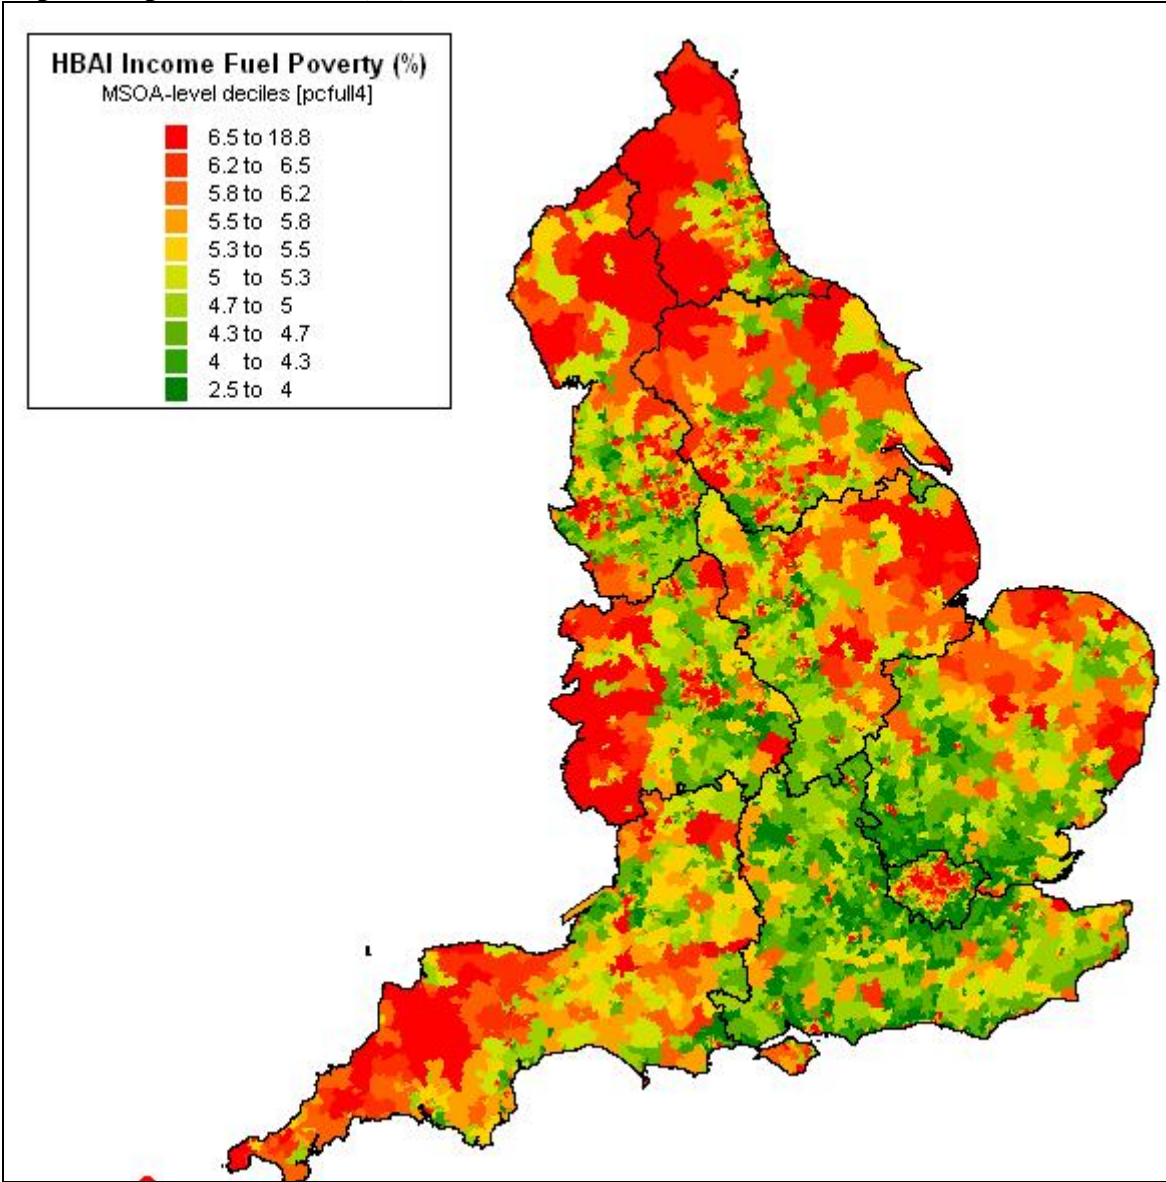 HBAI Income Fuel Poverty (%)
MSOA-level deciles [pcfull4]
6.5 to 18.8
6.2 to 6.5
5.8 to 6.2
5.5 to 5.8
5.3 to 5.5
5 to 5.3
4.7 to 5
4.3 to 4.7
4 to 4.3
2.5 to 4